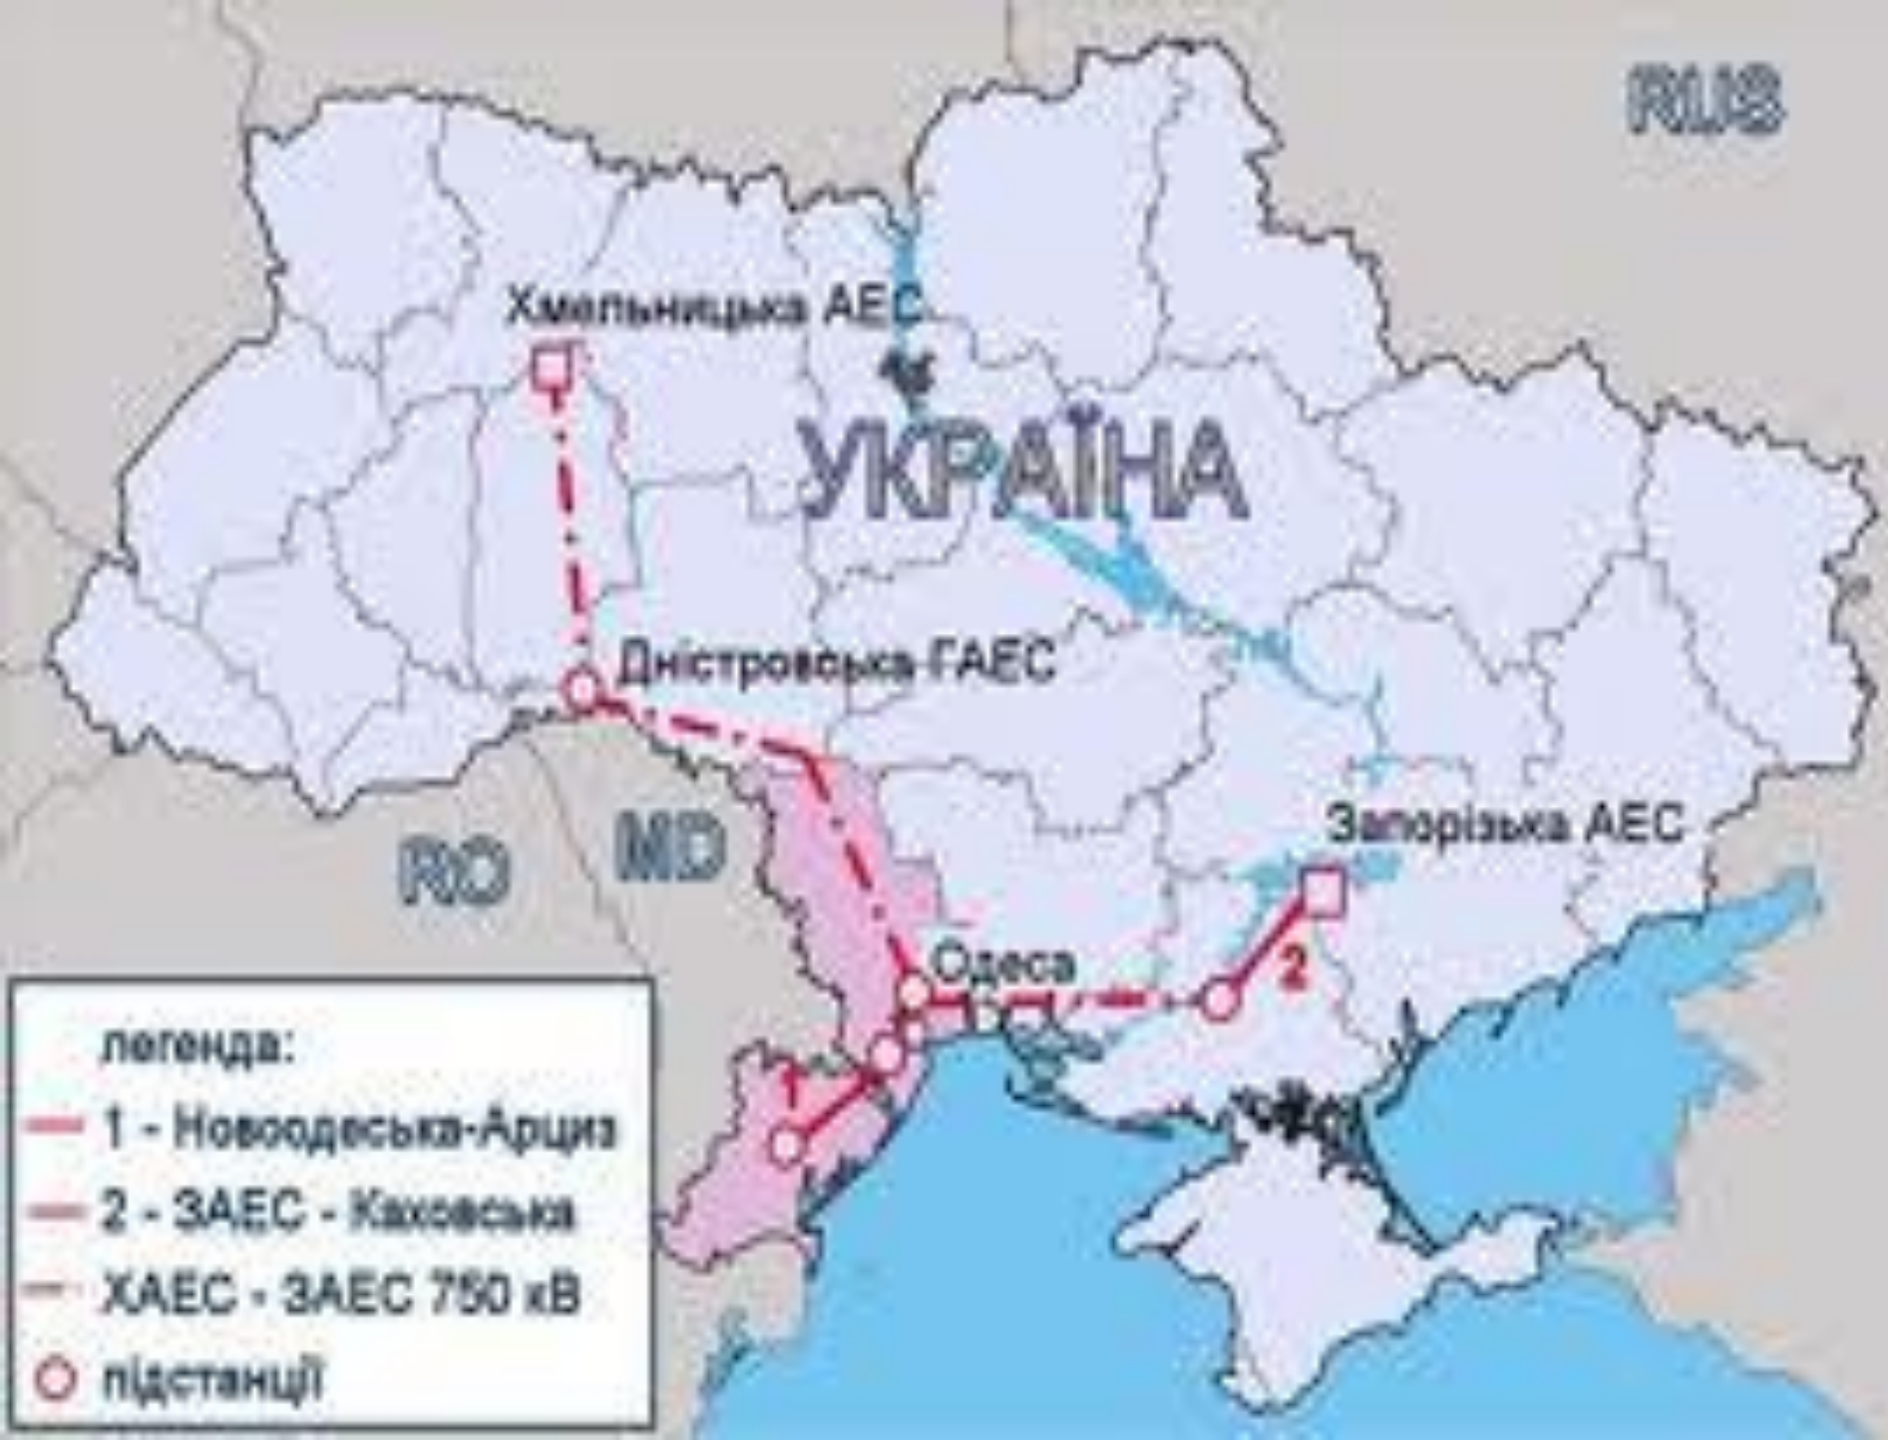 RUS
Хмельницька АЕС
УКРАЇНА
Дністровська ГАЕС
Запорізька АЕС
RO
MD
Одеса
2
1
легенда:
1 - Новоодеська-Арциз
2 - ЗАЕС - Каховська
ХАЕС - ЗАЕС 750 кВ
підстанції